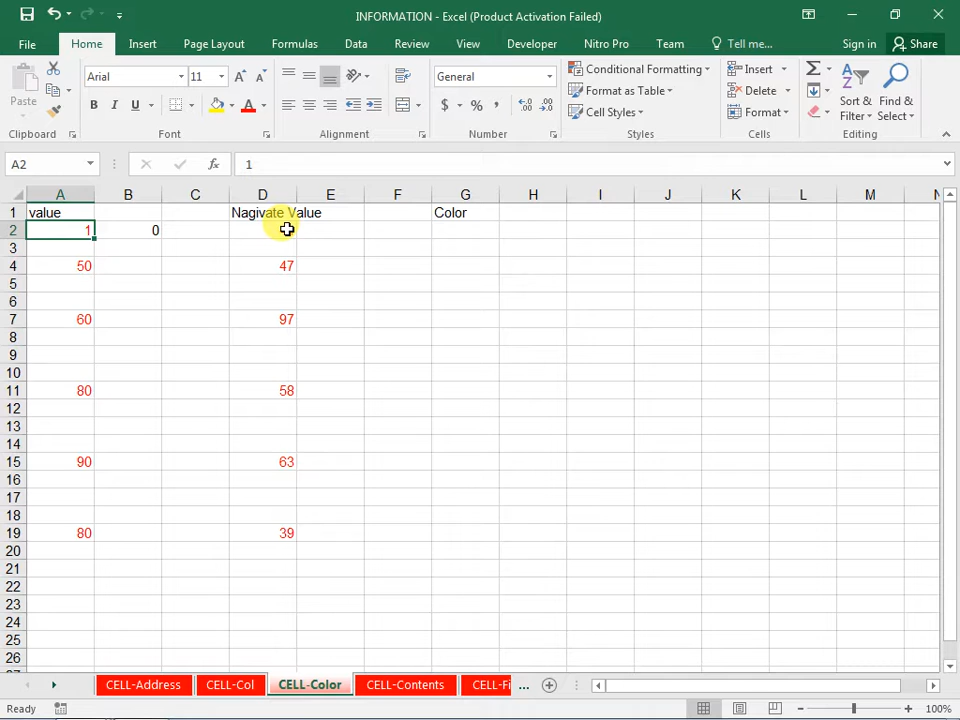 INFORMATION - Excel (Product Activation Failed)
File Home Insert Page Layout Formulas Data Review View Developer Nitro Pro Team Tell me... Sign in Share
Paste Arial 11 A A General Conditional Formatting Insert Σ
Format as Table Delete
B I U A $ % , .0 .00 Cell Styles Format Sort & Filter Find & Select
Clipboard Font Alignment Number Styles Cells Editing
A2 fx 1
A B C D E F G H I J K L M N
1 value Nagivate Value Color
2 1 0
3
4 50 47
5
6
7 60 97
8
9
10
11 80 58
12
13
14
15 90 63
16
17
18
19 80 39
20
21
22
23
24
25
26
CELL-Address CELL-Col CELL-Color CELL-Contents CELL-Fi ...
Ready 100%